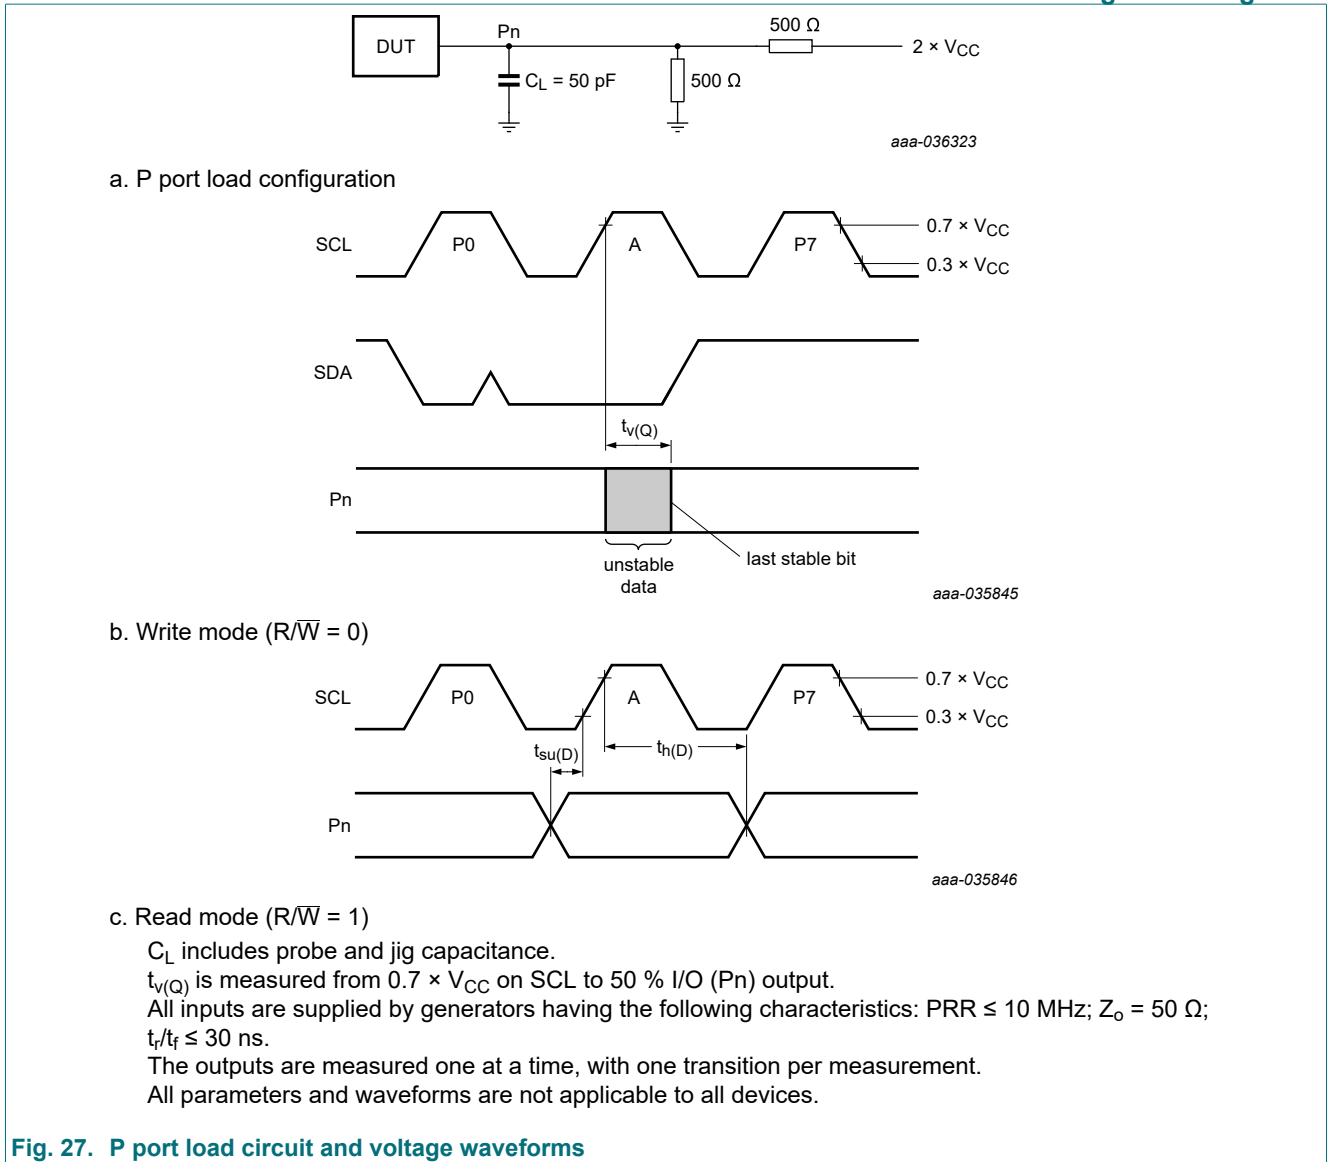 500 Ω
DUT
Pn
2 × VCC
CL = 50 pF
500 Ω
aaa-036323
a. P port load configuration
SCL
P0
A
P7
0.7 × VCC
0.3 × VCC
SDA
tv(Q)
Pn
unstable
data
last stable bit
aaa-035845
b. Write mode (R/W̅ = 0)
SCL
P0
A
P7
0.7 × VCC
0.3 × VCC
tsu(D)
th(D)
Pn
aaa-035846
c. Read mode (R/W̅ = 1)
CL includes probe and jig capacitance.
tv(Q) is measured from 0.7 × VCC on SCL to 50 % I/O (Pn) output.
All inputs are supplied by generators having the following characteristics: PRR ≤ 10 MHz; Zo = 50 Ω;
tr/tf ≤ 30 ns.
The outputs are measured one at a time, with one transition per measurement.
All parameters and waveforms are not applicable to all devices.
Fig. 27. P port load circuit and voltage waveforms